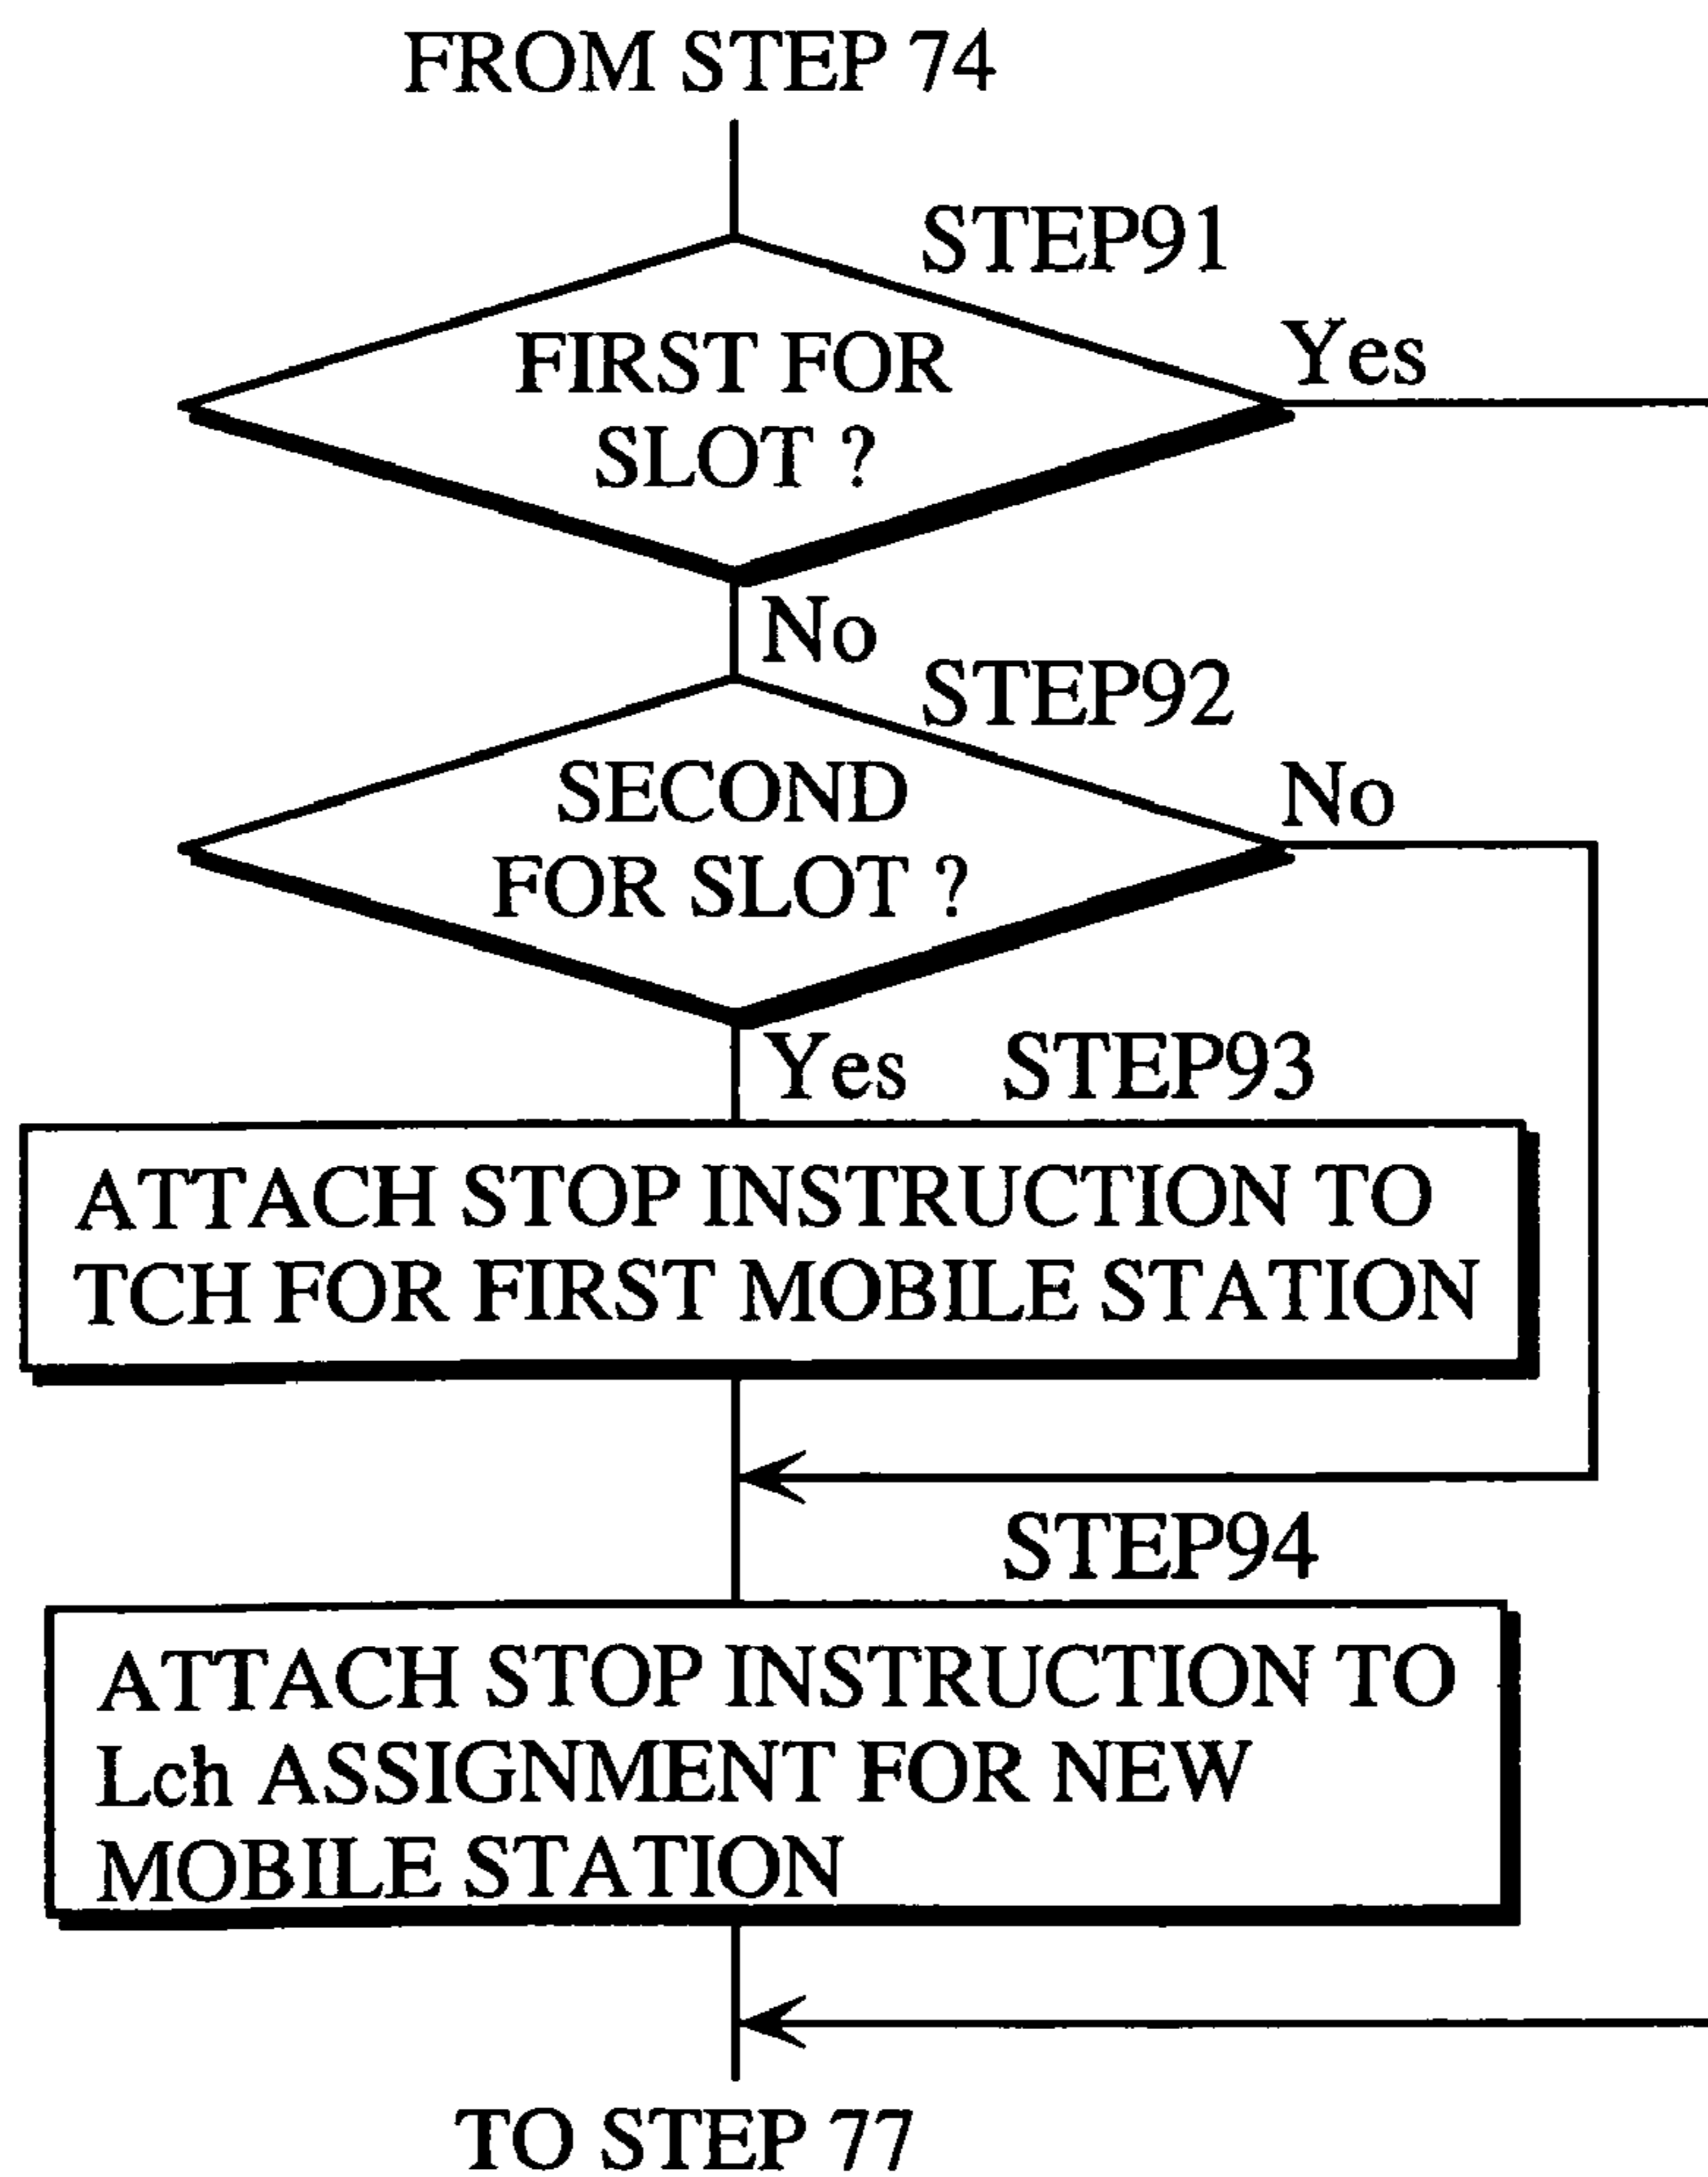 FROM STEP 74
STEP91
FIRST FOR
SLOT ?
Yes
No
STEP92
SECOND
FOR SLOT ?
No
Yes
STEP93
ATTACH STOP INSTRUCTION TO
TCH FOR FIRST MOBILE STATION
STEP94
ATTACH STOP INSTRUCTION TO
Lch ASSIGNMENT FOR NEW
MOBILE STATION
TO STEP 77